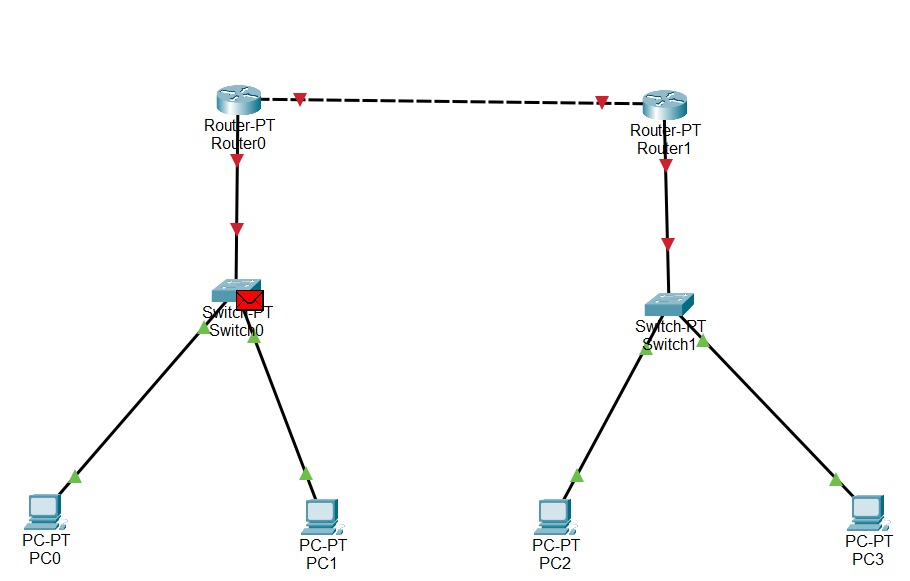 Router-PT
Router0
Router-PT
Router1
Switch-PT
Switch0
Switch-PT
Switch1
PC-PT
PC0
PC-PT
PC1
PC-PT
PC2
PC-PT
PC3